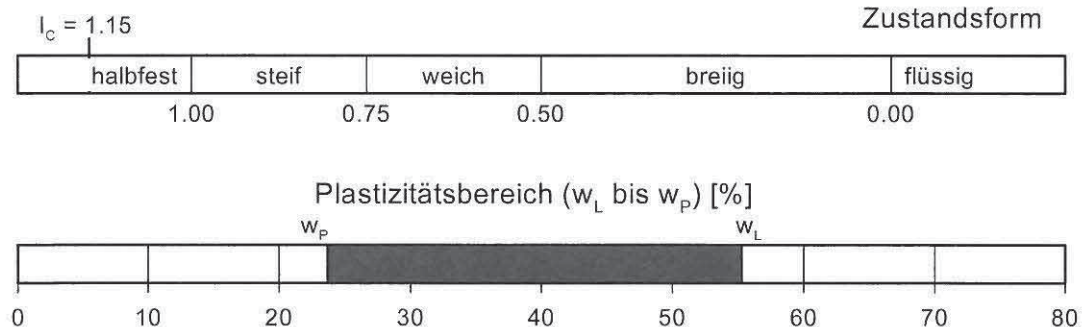 Zustandsform
I_C = 1.15
halbfest steif weich breiig flüssig
1.00 0.75 0.50 0.00
Plastizitätsbereich (w_L bis w_P) [%]
w_P w_L
0 10 20 30 40 50 60 70 80